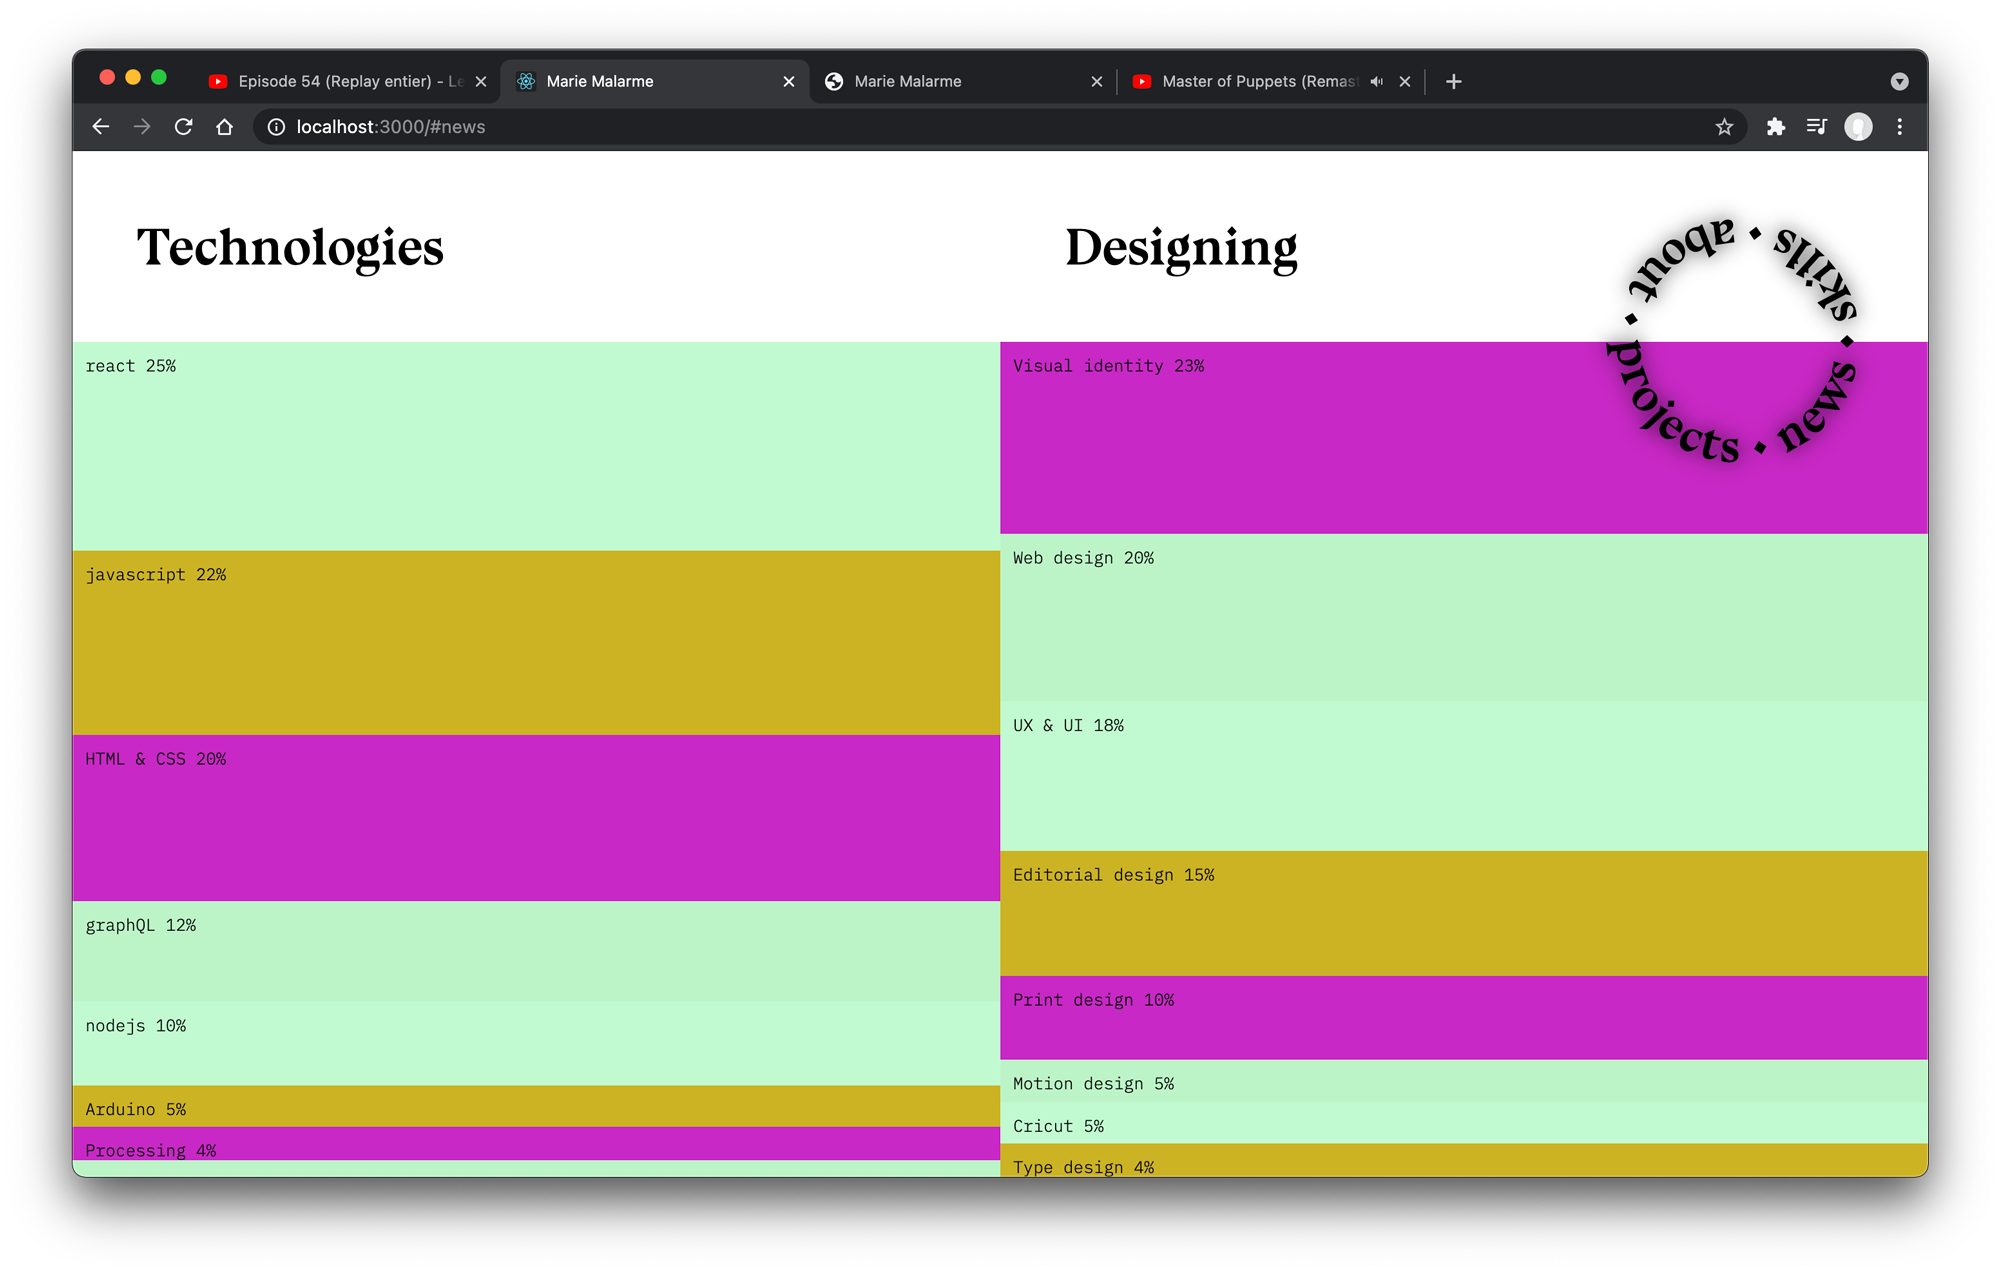 Episode 54 (Replay entier) - Le
Marie Malarme
Marie Malarme
Master of Puppets (Remast
localhost:3000/#news
Technologies
Designing
about • skills • news • projects •
react 25%
javascript 22%
HTML & CSS 20%
graphQL 12%
nodejs 10%
Arduino 5%
Processing 4%
Visual identity 23%
Web design 20%
UX & UI 18%
Editorial design 15%
Print design 10%
Motion design 5%
Cricut 5%
Type design 4%